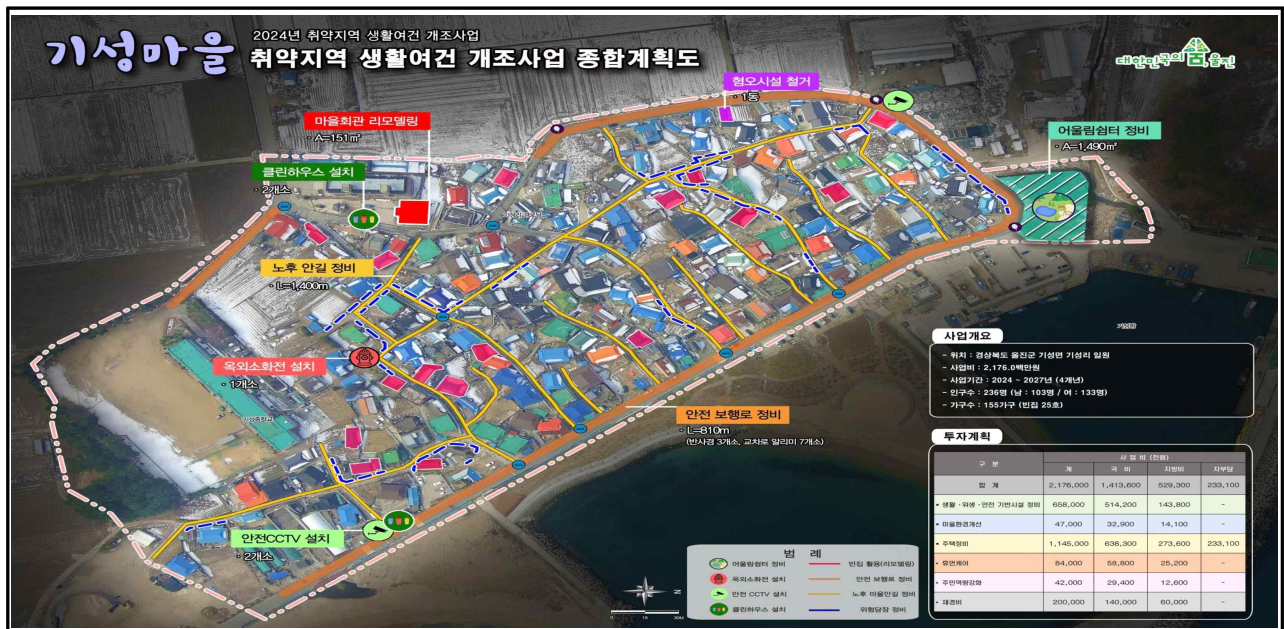 기성마을
2024년 취약지역 생활여건 개조사업
취약지역 생활여건 개조사업 종합계획도
대한민국의 숨, 울진
혐오시설 철거
· 1동
마을회관 리모델링
· A=151㎡
어울림쉼터 정비
· A=1,490㎡
클린하우스 설치
· 2개소
노후 안길 정비
· L=1,400m
옥외소화전 설치
· 1개소
기성중학교
안전 보행로 정비
· L=810m
(반사경 3개소, 교차로 알리미 7개소)
안전CCTV 설치
· 2개소
기성항
사업개요
- 위치 : 경상북도 울진군 기성면 기성리 일원
- 사업비 : 2,176.0백만원
- 사업기간 : 2024 ~ 2027년 (4개년)
- 인구수 : 236명 (남 : 103명 / 여 : 133명)
- 가구수 : 155가구 (빈집 25호)
투자계획
구 분 사 업 비 (천원)
계 국 비 지방비 자부담
합 계 2,176,000 1,413,600 529,300 233,100
• 생활·위생·안전 기반시설 정비 658,000 514,200 143,800 -
• 마을환경개선 47,000 32,900 14,100 -
• 주택정비 1,145,000 638,300 273,600 233,100
• 휴먼케어 84,000 58,800 25,200 -
• 주민역량강화 42,000 29,400 12,600 -
• 제경비 200,000 140,000 60,000 -
범 례
어울림쉼터 정비 빈집 활용(리모델링)
옥외소화전 설치 안전 보행로 정비
안전 CCTV 설치 노후 마을안길 정비
클린하우스 설치 위험담장 정비
N
0 15 30M